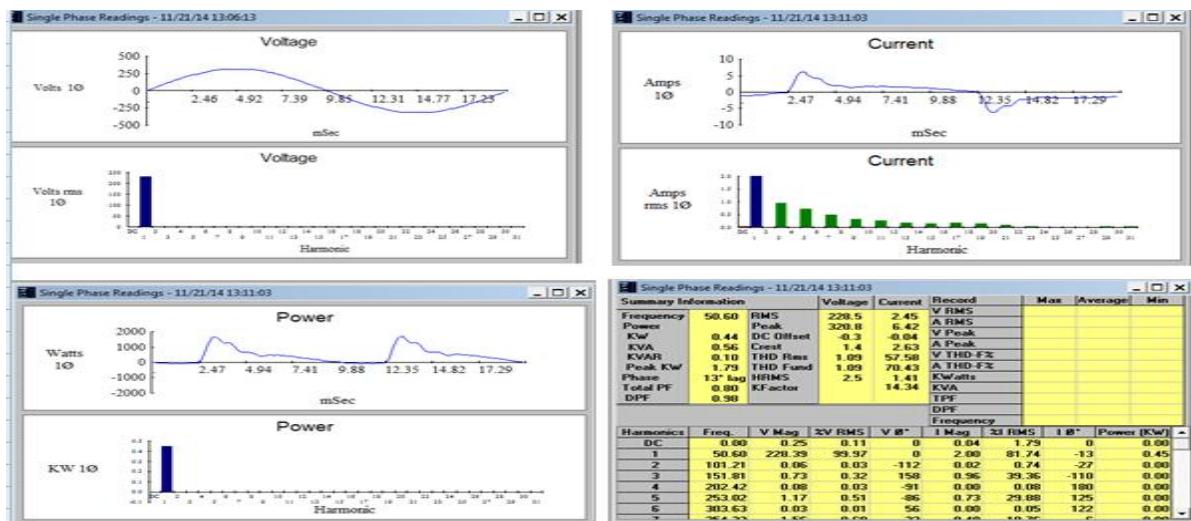 Single Phase Readings - 11/21/14 13:06:13
Voltage
500
250
0
-250
-500
Volts 1Ø
2.46 4.92 7.39 9.85 12.31 14.77 17.23
mSec
Voltage
Volts rms
1Ø
Harmonic
Single Phase Readings - 11/21/14 13:11:03
Current
10
5
0
-5
-10
Amps
1Ø
2.47 4.94 7.41 9.88 12.35 14.82 17.29
mSec
Current
Amps
rms 1Ø
Harmonic
Single Phase Readings - 11/21/14 13:11:03
Power
2000
1000
0
-1000
-2000
Watts
1Ø
2.47 4.94 7.41 9.88 12.35 14.82 17.29
mSec
Power
KW 1Ø
Harmonic
Single Phase Readings - 11/21/14 13:11:03
Summary Information Voltage Current Record Max Average Min
Frequency 50.60 RMS 228.5 2.45 V RMS
Power Peak 320.8 6.42 A RMS
KW 0.44 DC Offset -0.3 -0.04 V Peak
KVA 0.56 Crest 1.4 2.63 A Peak
KVAR 0.10 THD Rms 1.09 57.58 V THD-F%
Peak KW 1.79 THD Fund 1.09 70.43 A THD-F%
Phase 13° lag HRMS 2.5 1.41 KWatts
Total PF 0.80 KFactor 14.34 KVA
DPF 0.98 TPF
DPF
Frequency
Harmonics Freq. V Mag %V RMS V Ø° I Mag %I RMS I Ø° Power (KW)
DC 0.00 0.25 0.11 0 0.04 1.79 0 0.00
1 50.60 228.39 99.97 0 2.00 81.74 -13 0.45
2 101.21 0.06 0.03 -112 0.02 0.74 -27 0.00
3 151.81 0.73 0.32 158 0.96 39.36 -110 0.00
4 202.42 0.08 0.03 -91 0.00 0.08 180 0.00
5 253.02 1.17 0.51 -86 0.73 29.88 125 0.00
6 303.63 0.03 0.01 56 0.00 0.05 122 0.00